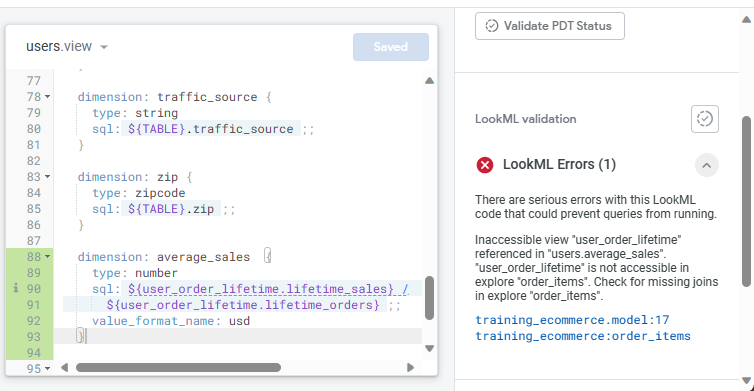 users.view
Saved
77
78 dimension: traffic_source {
79 type: string
80 sql: ${TABLE}.traffic_source ;;
81 }
82
83 dimension: zip {
84 type: zipcode
85 sql: ${TABLE}.zip ;;
86 }
87
88 dimension: average_sales {
89 type: number
i 90 sql: ${user_order_lifetime.lifetime_sales} /
91 ${user_order_lifetime.lifetime_orders} ;;
92 value_format_name: usd
93 }
94
95
Validate PDT Status
LookML validation
LookML Errors (1)
There are serious errors with this LookML
code that could prevent queries from running.
Inaccessible view "user_order_lifetime"
referenced in "users.average_sales".
"user_order_lifetime" is not accessible in
explore "order_items". Check for missing joins
in explore "order_items".
training_ecommerce.model:17
training_ecommerce:order_items